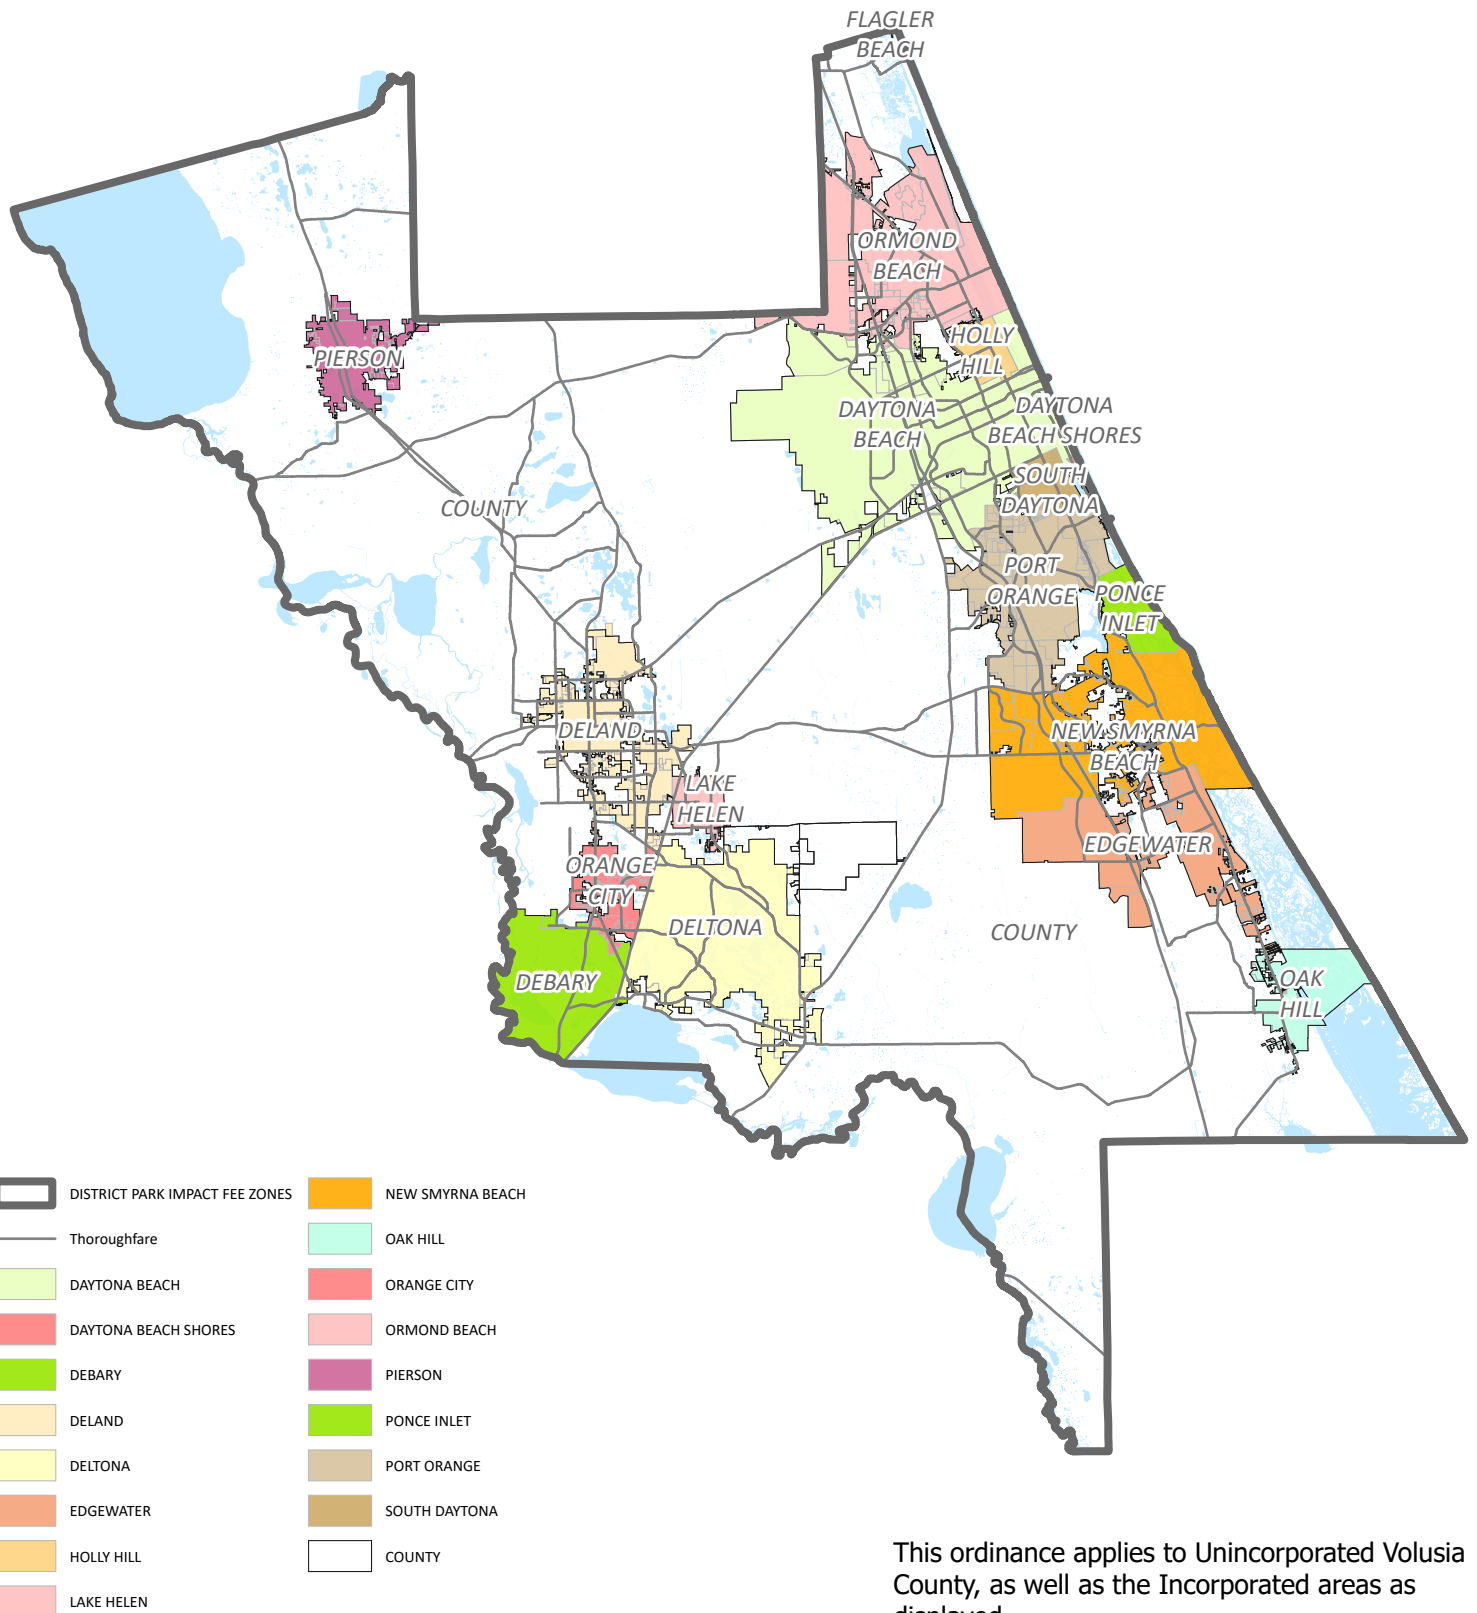 FLAGLER
BEACH
ORMOND
BEACH
HOLLY
HILL
PIERSON
DAYTONA
BEACH
DAYTONA
BEACH SHORES
SOUTH
DAYTONA
COUNTY
PORT
ORANGE
PONCE
INLET
DELAND
NEW SMYRNA
BEACH
LAKE
HELEN
EDGEWATER
ORANGE
CITY
DELTONA
COUNTY
DEBARY
OAK
HILL
DISTRICT PARK IMPACT FEE ZONES
Thoroughfare
DAYTONA BEACH
DAYTONA BEACH SHORES
DEBARY
DELAND
DELTONA
EDGEWATER
HOLLY HILL
LAKE HELEN
NEW SMYRNA BEACH
OAK HILL
ORANGE CITY
ORMOND BEACH
PIERSON
PONCE INLET
PORT ORANGE
SOUTH DAYTONA
COUNTY
This ordinance applies to Unincorporated Volusia
County, as well as the Incorporated areas as